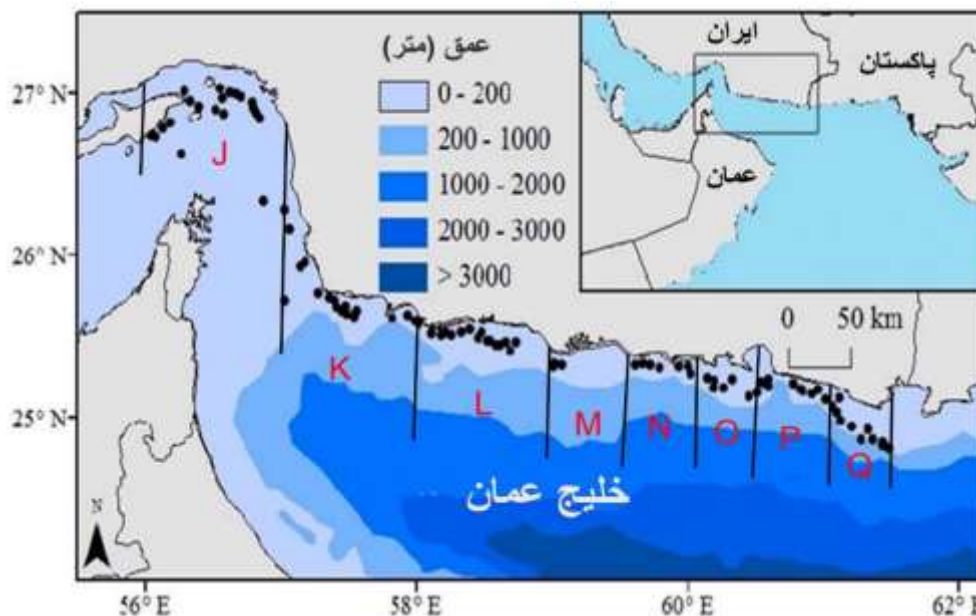 عمق (متر)
0 - 200
200 - 1000
1000 - 2000
2000 - 3000
> 3000
ایران
پاکستان
عمان
0 50 km
27° N
26° N
25° N
J
K
L
M
N
O
P
Q
خلیج عمان
N
56° E
58° E
60° E
62° E